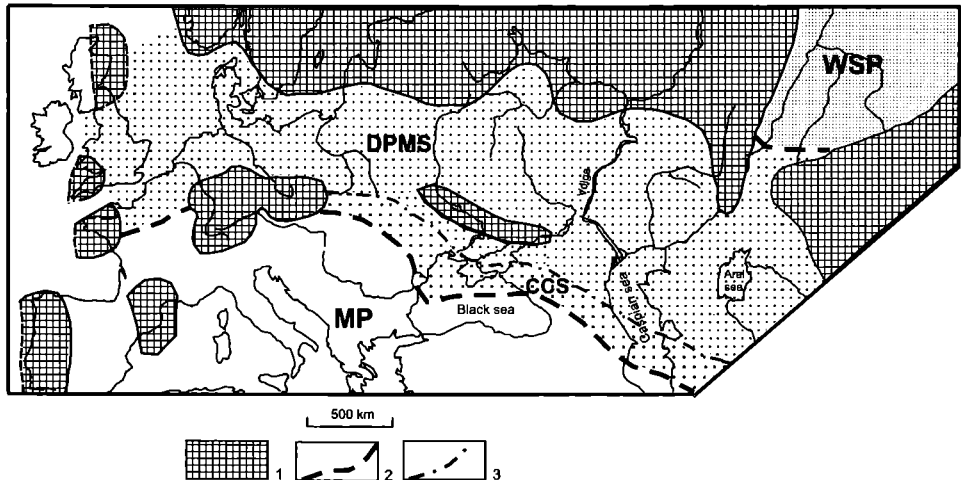 WSP
DPMS
Volga
Aral
sea
CCS
Caspian sea
Black sea
MP
500 km
1
2
3